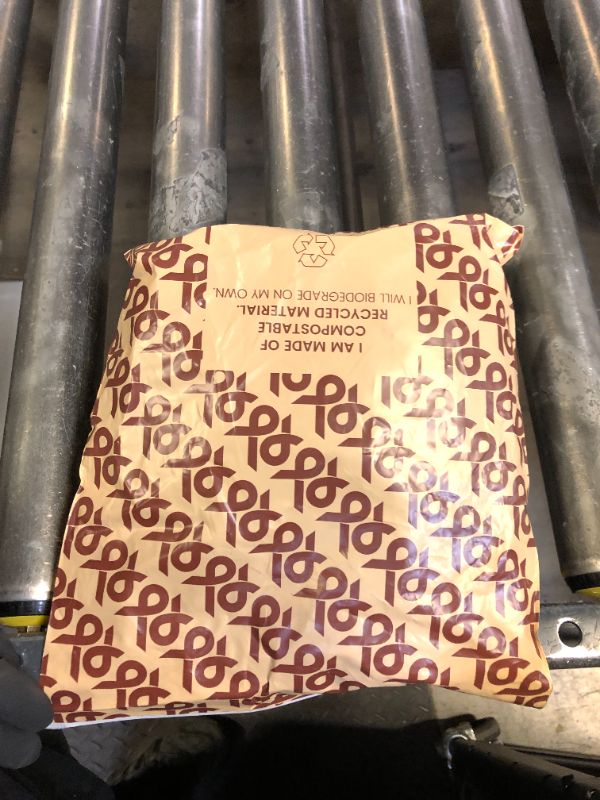 I AM MADE OF
COMPOSTABLE
RECYCLED MATERIAL.
I WILL BIODEGRADE ON MY OWN.